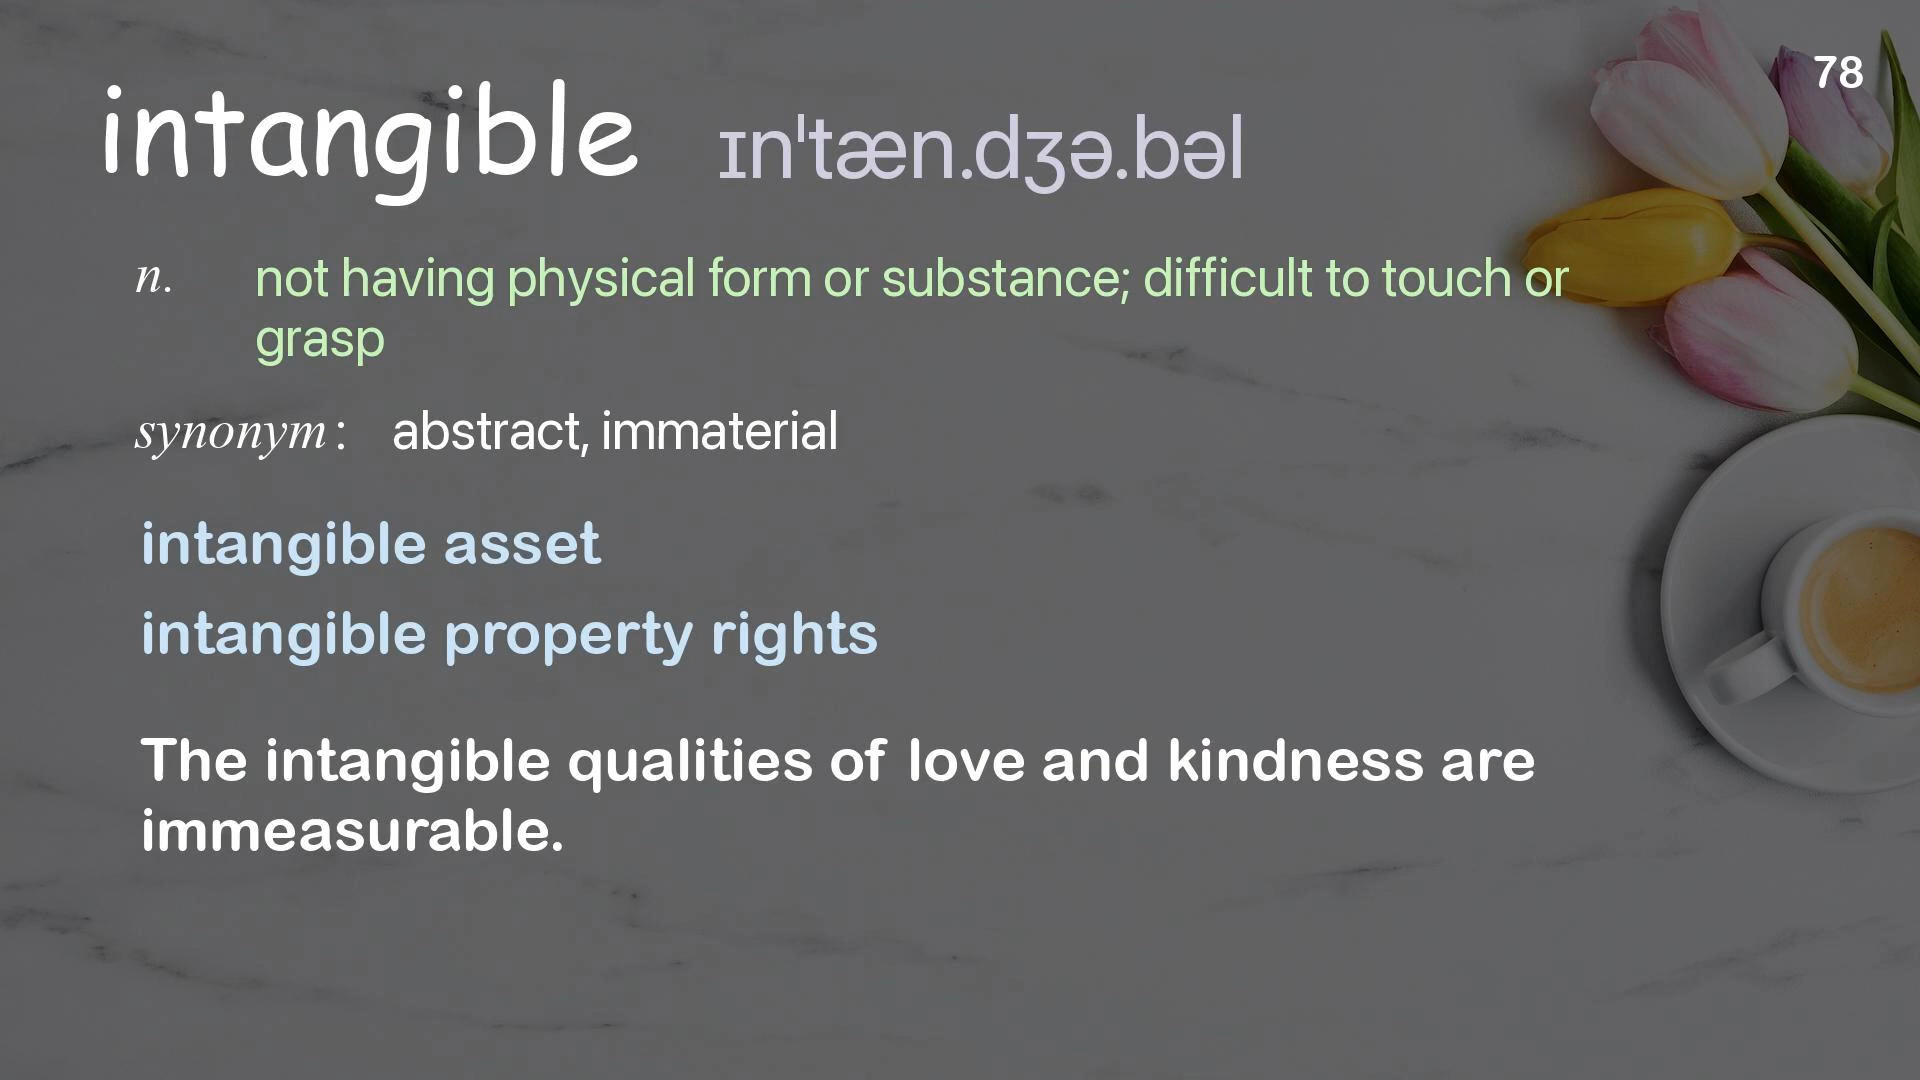 78
intangible ɪnˈtæn.dʒə.bəl
n. not having physical form or substance; difficult to touch or
grasp
synonym: abstract, immaterial
intangible asset
intangible property rights
The intangible qualities of love and kindness are
immeasurable.